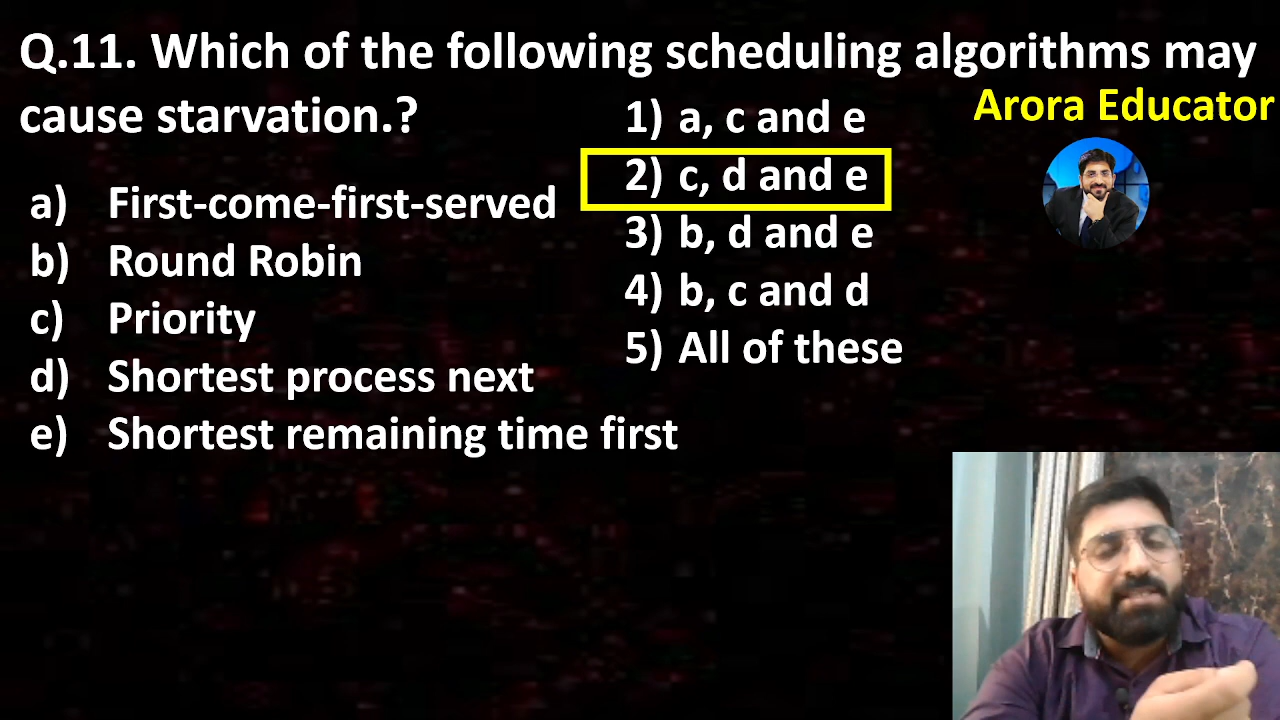 Q.11. Which of the following scheduling algorithms may
cause starvation.?
Arora Educator
a) First-come-first-served
b) Round Robin
c) Priority
d) Shortest process next
e) Shortest remaining time first
1) a, c and e
2) c, d and e
3) b, d and e
4) b, c and d
5) All of these